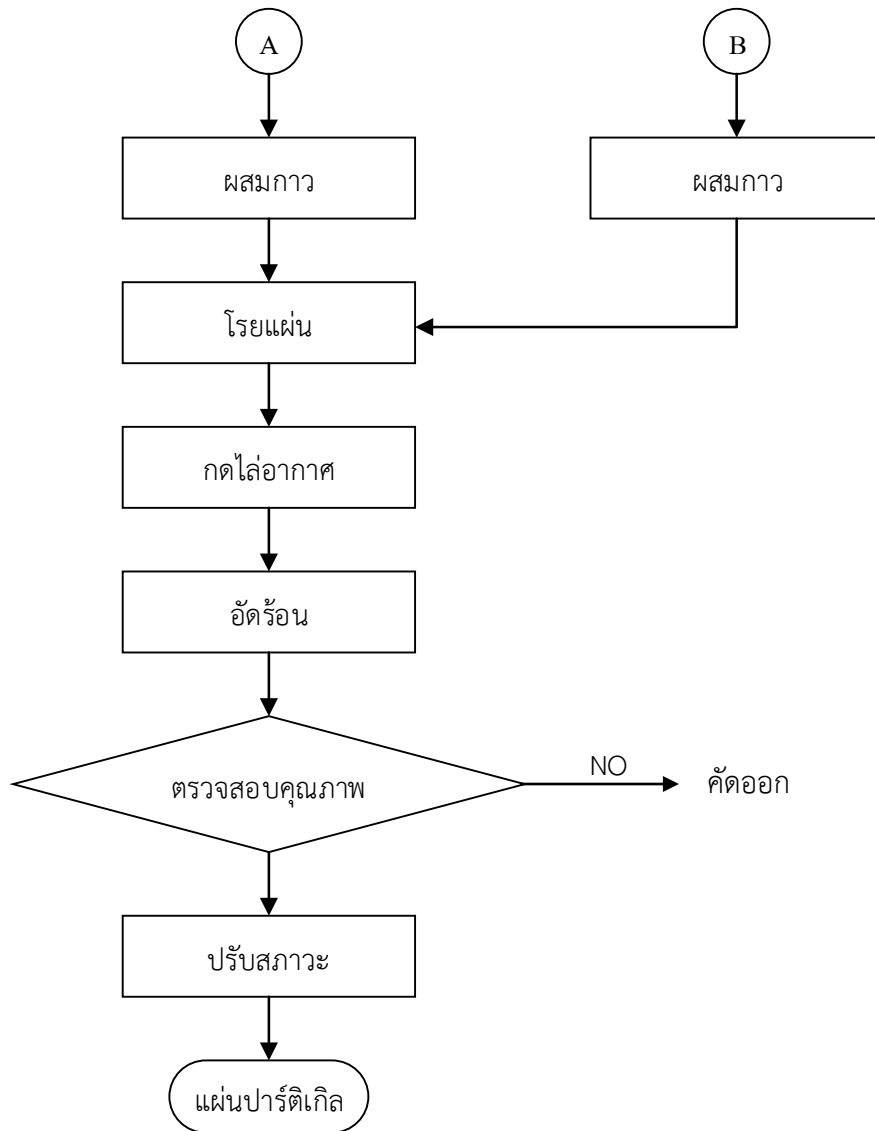 A
B
ผสมกาว
ผสมกาว
โรยแผ่น
กดไล่อากาศ
อัดร้อน
ตรวจสอบคุณภาพ
NO
คัดออก
ปรับสภาวะ
แผ่นปาร์ติเกิล